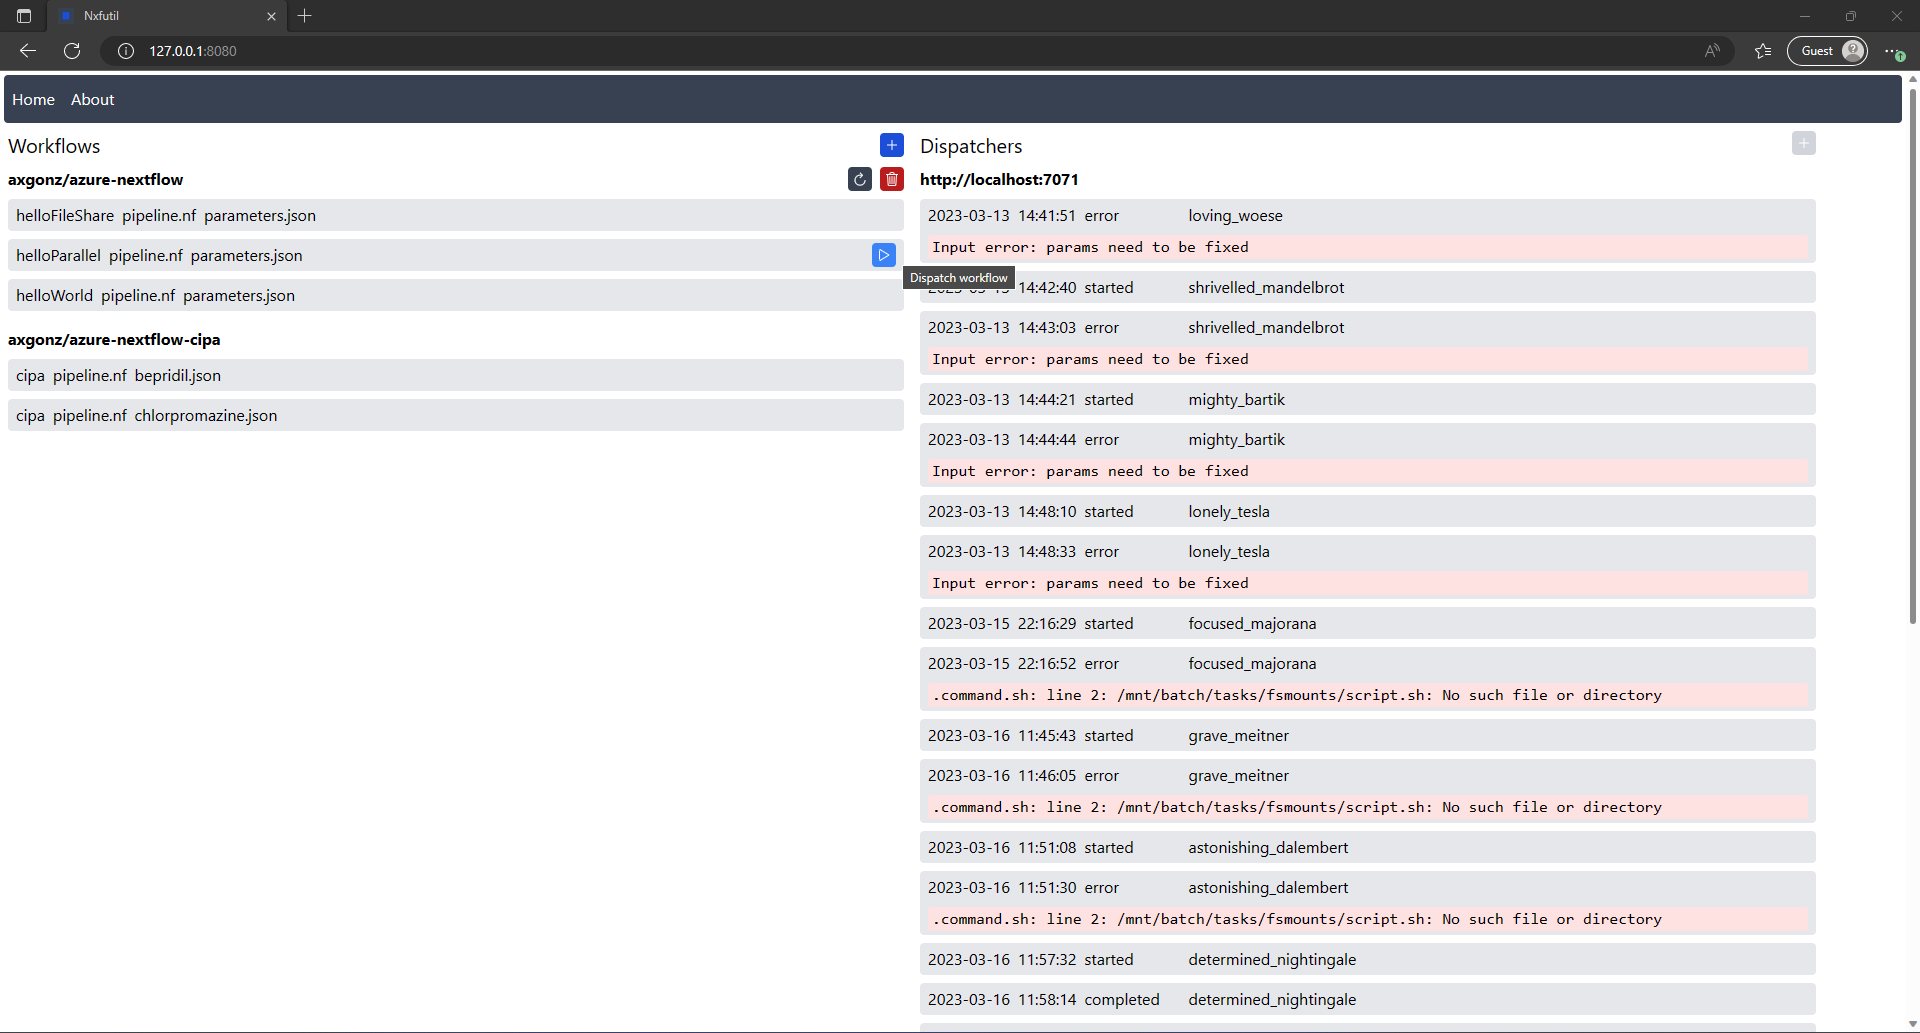 Nxfutil
127.0.0.1:8080
Guest
Home About
Workflows
axgonz/azure-nextflow
helloFileShare pipeline.nf parameters.json
helloParallel pipeline.nf parameters.json
helloWorld pipeline.nf parameters.json
axgonz/azure-nextflow-cipa
cipa pipeline.nf bepridil.json
cipa pipeline.nf chlorpromazine.json
Dispatch workflow
Dispatchers
http://localhost:7071
2023-03-13 14:41:51 error loving_woese
Input error: params need to be fixed
14:42:40 started shrivelled_mandelbrot
2023-03-13 14:43:03 error shrivelled_mandelbrot
Input error: params need to be fixed
2023-03-13 14:44:21 started mighty_bartik
2023-03-13 14:44:44 error mighty_bartik
Input error: params need to be fixed
2023-03-13 14:48:10 started lonely_tesla
2023-03-13 14:48:33 error lonely_tesla
Input error: params need to be fixed
2023-03-15 22:16:29 started focused_majorana
2023-03-15 22:16:52 error focused_majorana
.command.sh: line 2: /mnt/batch/tasks/fsmounts/script.sh: No such file or directory
2023-03-16 11:45:43 started grave_meitner
2023-03-16 11:46:05 error grave_meitner
.command.sh: line 2: /mnt/batch/tasks/fsmounts/script.sh: No such file or directory
2023-03-16 11:51:08 started astonishing_dalembert
2023-03-16 11:51:30 error astonishing_dalembert
.command.sh: line 2: /mnt/batch/tasks/fsmounts/script.sh: No such file or directory
2023-03-16 11:57:32 started determined_nightingale
2023-03-16 11:58:14 completed determined_nightingale